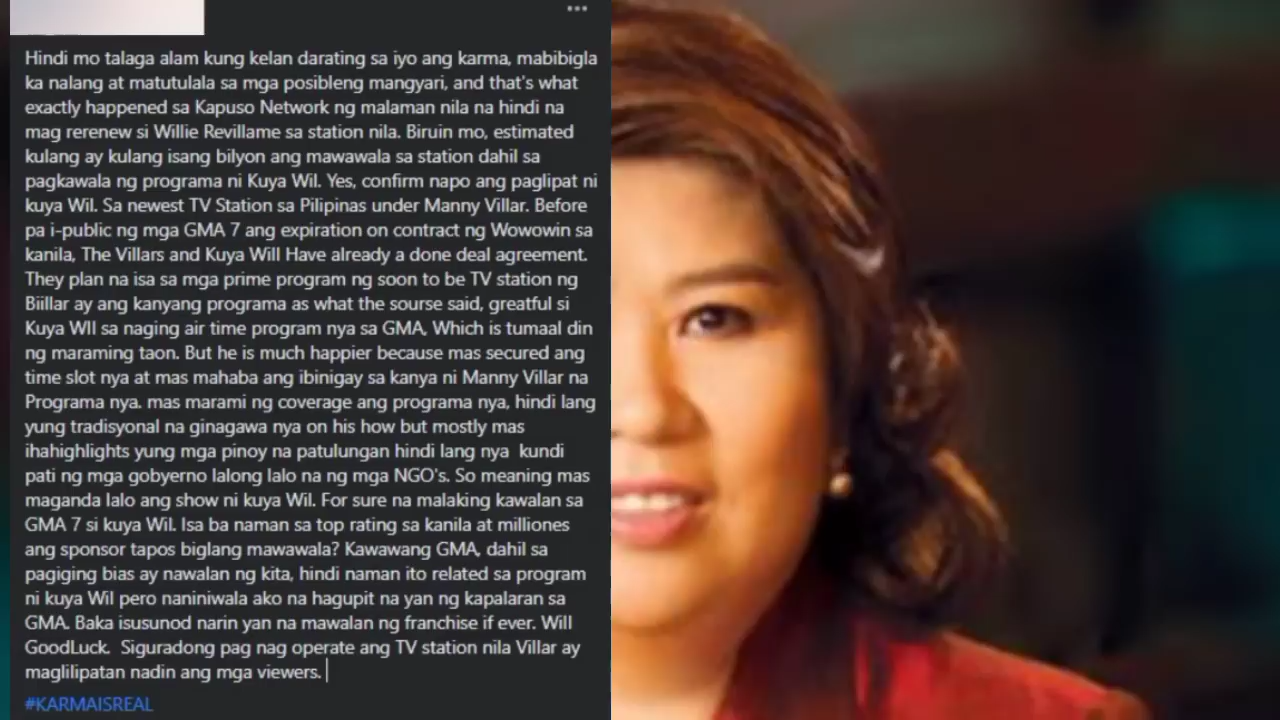 Hindi mo talaga alam kung kelan darating sa iyo ang karma, mabibigla
ka nalang at matutulala sa mga posibleng mangyari, and that's what
exactly happened sa Kapuso Network ng malaman nila na hindi na
mag rerenew si Willie Revillame sa station nila. Biruin mo, estimated
kulang ay kulang isang bilyon ang mawawala sa station dahil sa
pagkawala ng programa ni Kuya Wil. Yes, confirm napo ang paglipat ni
kuya Wil. Sa newest TV Station sa Pilipinas under Manny Villar. Before
pa i-public ng mga GMA 7 ang expiration on contract ng Wowowin sa
kanila, The Villars and Kuya Will Have already a done deal agreement.
They plan na isa sa mga prime program ng soon to be TV station ng
Biillar ay ang kanyang programa as what the sourse said, greatful si
Kuya WIl sa naging air time program nya sa GMA, Which is tumaal din
ng maraming taon. But he is much happier because mas secured ang
time slot nya at mas mahaba ang ibinigay sa kanya ni Manny Villar na
Programa nya. mas marami ng coverage ang programa nya, hindi lang
yung tradisyonal na ginagawa nya on his how but mostly mas
ihahighlights yung mga pinoy na patulungan hindi lang nya  kundi
pati ng mga gobyerno lalong lalo na ng mga NGO's. So meaning mas
maganda lalo ang show ni kuya Wil. For sure na malaking kawalan sa
GMA 7 si kuya Wil. Isa ba naman sa top rating sa kanila at milliones
ang sponsor tapos biglang mawawala? Kawawang GMA, dahil sa
pagiging bias ay nawalan ng kita, hindi naman ito related sa program
ni kuya Wil pero naniniwala ako na hagupit na yan ng kapalaran sa
GMA. Baka isusunod narin yan na mawalan ng franchise if ever. Will
GoodLuck.  Siguradong pag nag operate ang TV station nila Villar ay
maglilipatan nadin ang mga viewers.
#KARMAISREAL